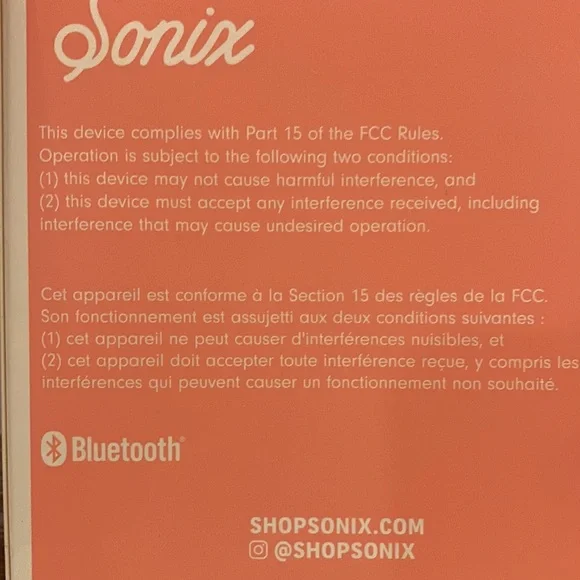 Sonix
This device complies with Part 15 of the FCC Rules.
Operation is subject to the following two conditions:
(1) this device may not cause harmful interference, and
(2) this device must accept any interference received, including
interference that may cause undesired operation.
Cet appareil est conforme à la Section 15 des règles de la FCC.
Son fonctionnement est assujetti aux deux conditions suivantes :
(1) cet appareil ne peut causer d'interférences nuisibles, et
(2) cet appareil doit accepter toute interférence reçue, y compris les
interférences qui peuvent causer un fonctionnement non souhaité.
Bluetooth®
SHOPSONIX.COM
@SHOPSONIX